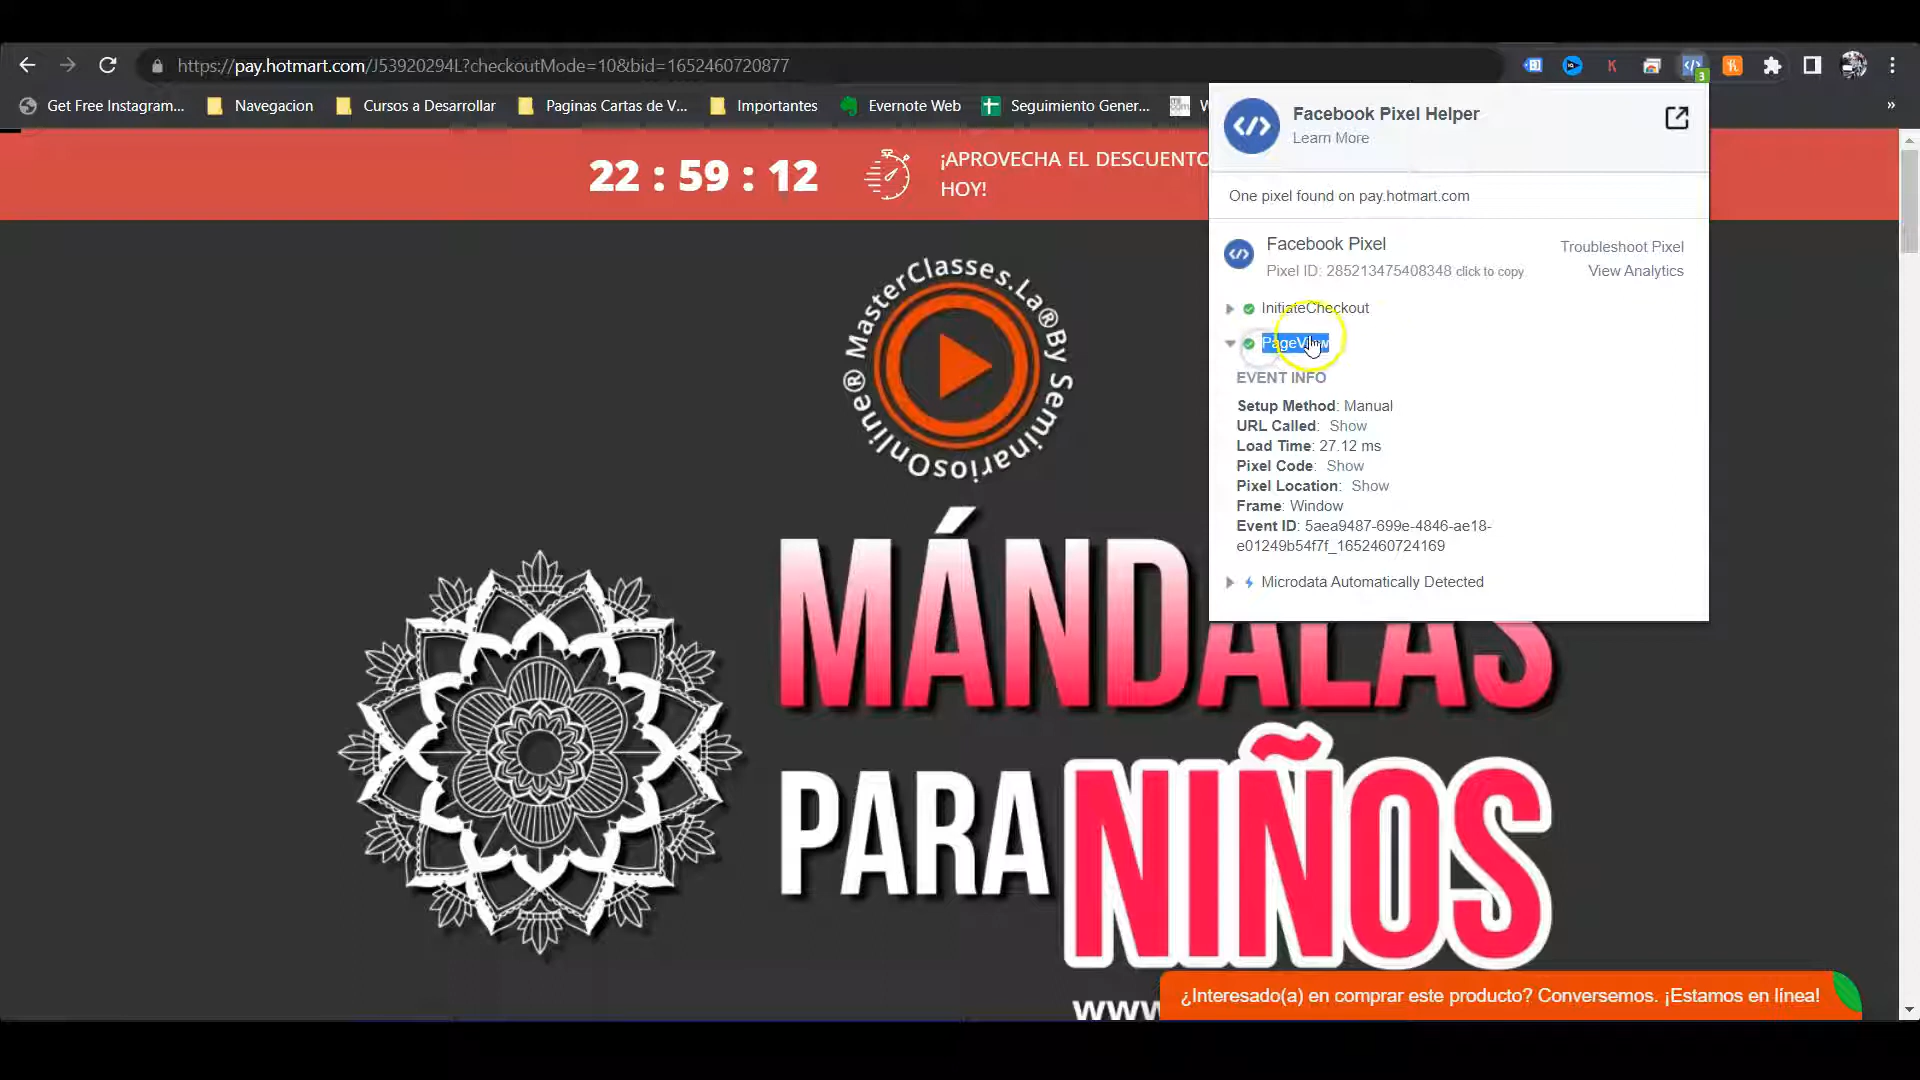 https://pay.hotmart.com/J53920294L?checkoutMode=10&bid=1652460720877
3
Get Free Instagram... Navegacion Cursos a Desarrollar Paginas Cartas de V... Importantes Evernote Web Seguimiento Gener... W »
Facebook Pixel Helper
Learn More
22 : 59 : 12
¡APROVECHA EL DESCUENTO
HOY!
One pixel found on pay.hotmart.com
Facebook Pixel
Troubleshoot Pixel
Pixel ID: 285213475408348 click to copy
View Analytics
InitiateCheckout
PageView
EVENT INFO
Setup Method: Manual
URL Called: Show
Load Time: 27.12 ms
Pixel Code: Show
Pixel Location: Show
Frame: Window
Event ID: 5aea9487-699e-4846-ae18-
e01249b54f7f_1652460724169
Microdata Automatically Detected
MasterClasses.La®By SeminariosOnline®
MÁNDALAS
PARA NIÑOS
www
¿Interesado(a) en comprar este producto? Conversemos. ¡Estamos en línea!